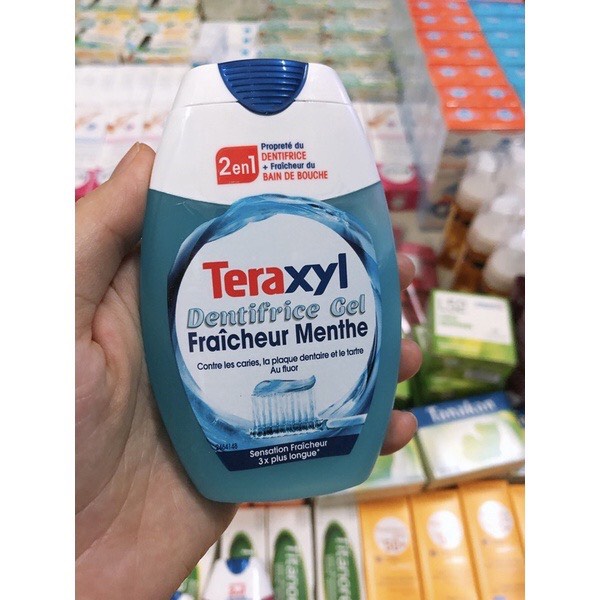 2en1
Propreté du
DENTIFRICE
+ Fraîcheur du
BAIN DE BOUCHE
Teraxyl
Dentifrice Gel
Fraîcheur Menthe
Contre les caries, la plaque dentaire et le tartre
Au fluor
Sensation Fraîcheur
3x plus longue*